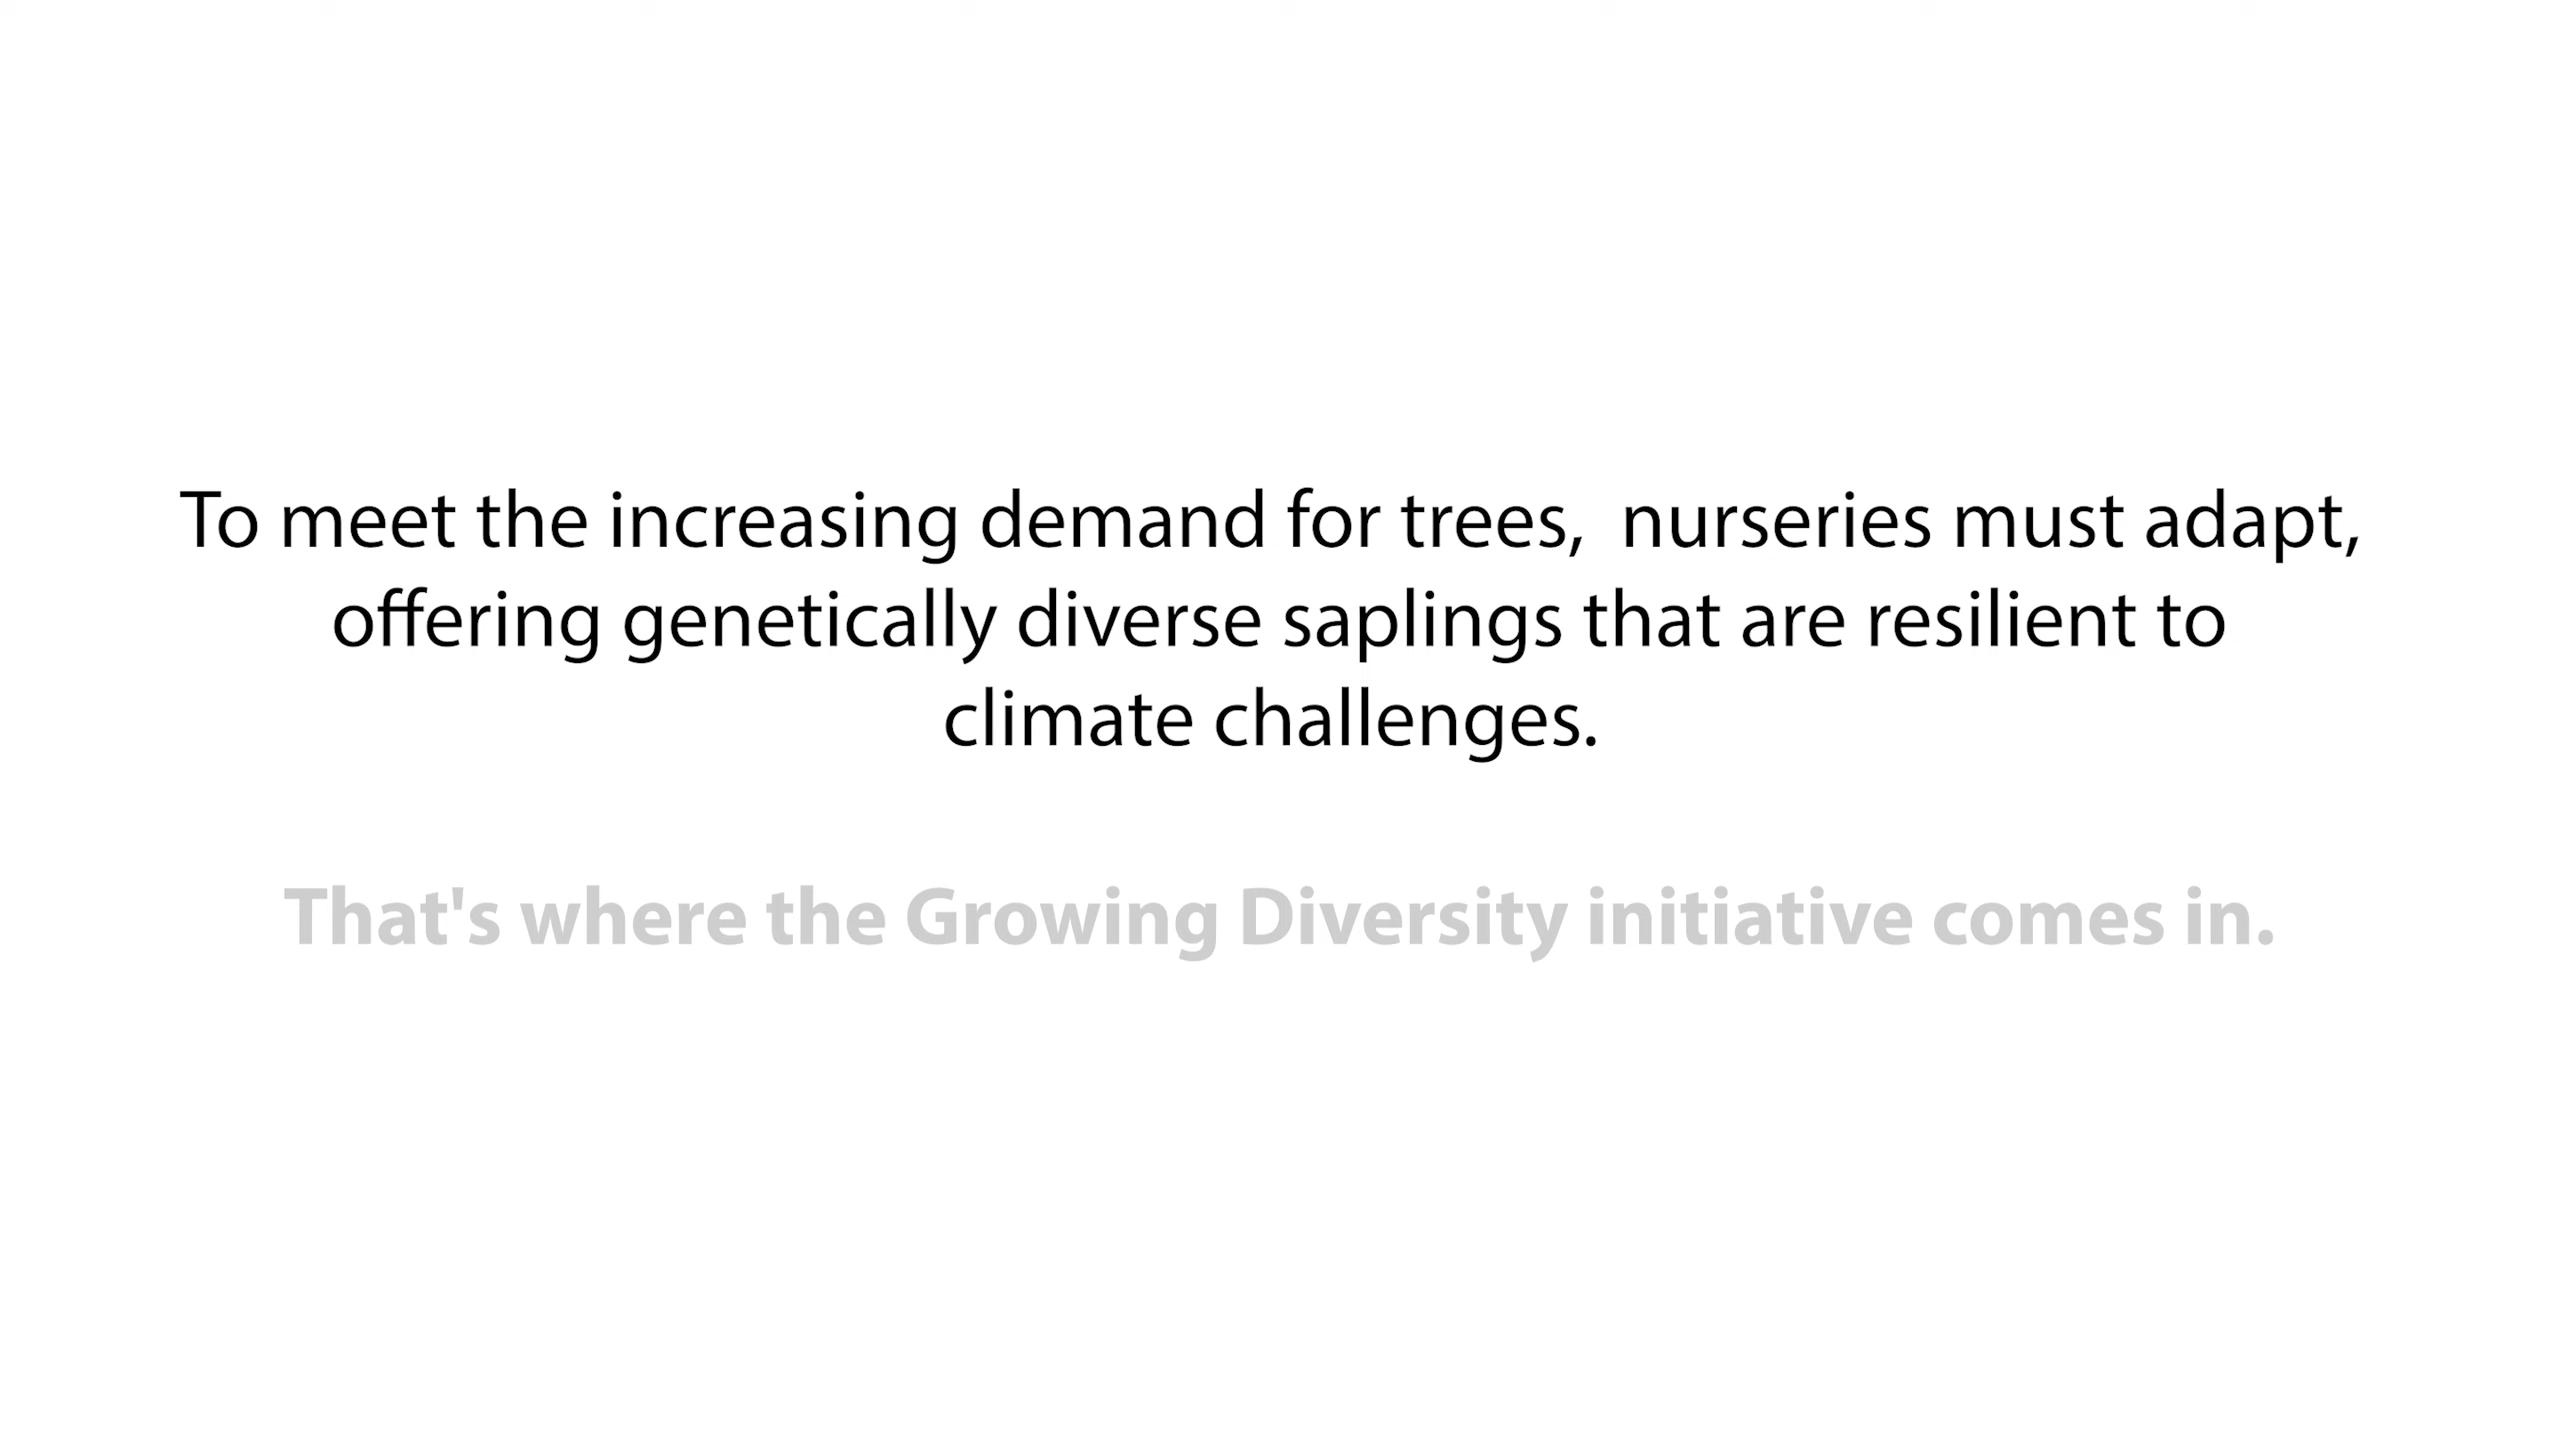 To meet the increasing demand for trees,  nurseries must adapt,
offering genetically diverse saplings that are resilient to
climate challenges.
That's where the Growing Diversity initiative comes in.